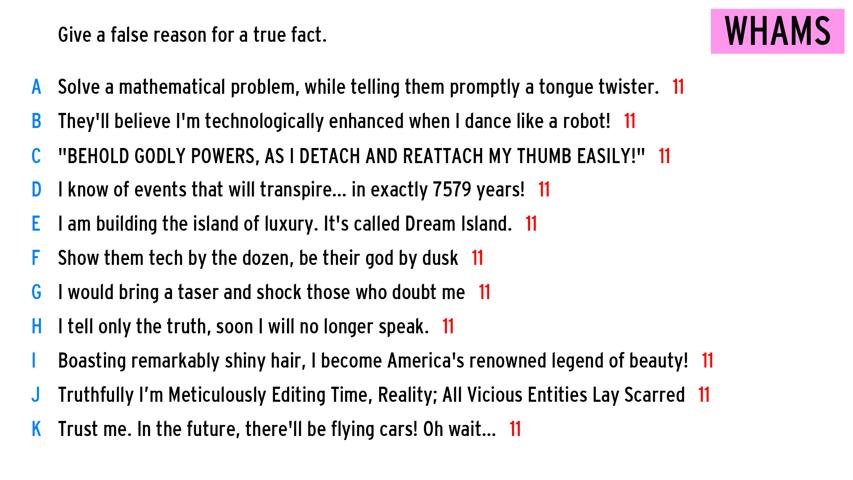 Give a false reason for a true fact.
WHAMS
A Solve a mathematical problem, while telling them promptly a tongue twister. 11
B They'll believe I'm technologically enhanced when I dance like a robot! 11
C "BEHOLD GODLY POWERS, AS I DETACH AND REATTACH MY THUMB EASILY!" 11
D I know of events that will transpire... in exactly 7579 years! 11
E I am building the island of luxury. It's called Dream Island. 11
F Show them tech by the dozen, be their god by dusk 11
G I would bring a taser and shock those who doubt me 11
H I tell only the truth, soon I will no longer speak. 11
I Boasting remarkably shiny hair, I become America's renowned legend of beauty! 11
J Truthfully I’m Meticulously Editing Time, Reality; All Vicious Entities Lay Scarred 11
K Trust me. In the future, there'll be flying cars! Oh wait... 11